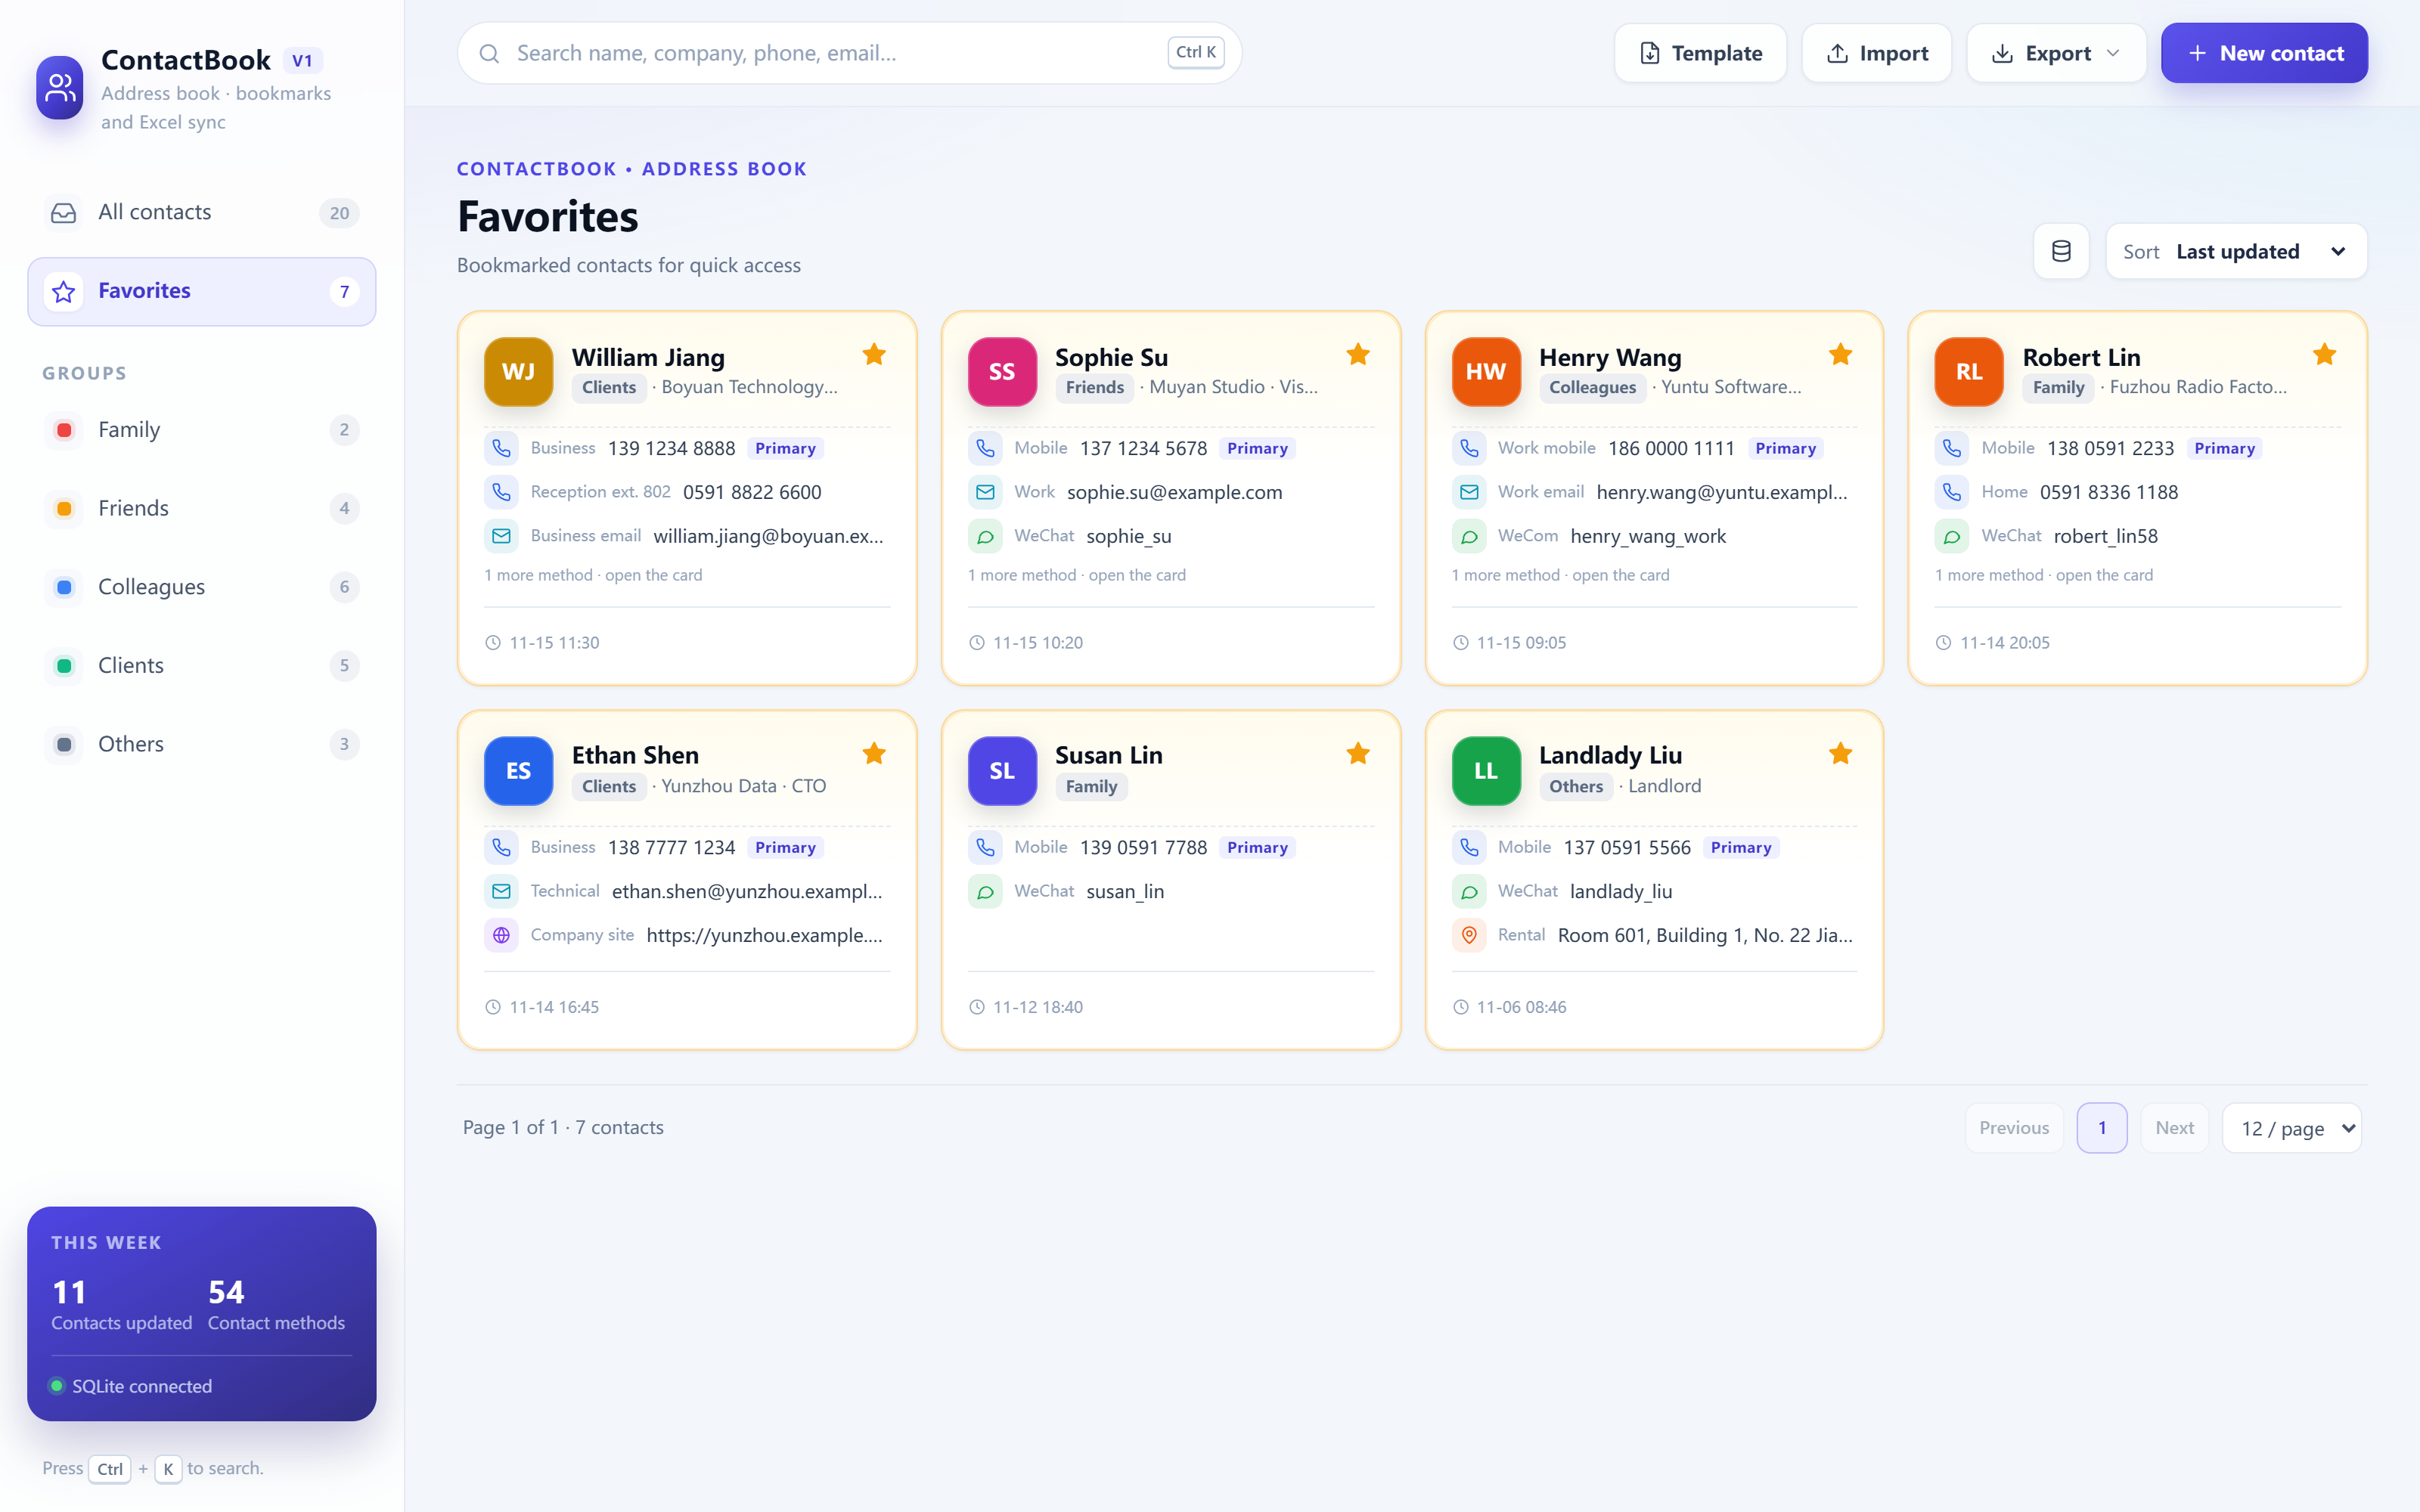 ContactBook V1
Address book · bookmarks
and Excel sync
All contacts 20
Favorites 7
GROUPS
Family 2
Friends 4
Colleagues 6
Clients 5
Others 3
THIS WEEK
11 54
Contacts updated Contact methods
SQLite connected
Press Ctrl + K to search.
Search name, company, phone, email... Ctrl K
Template
Import
Export
New contact
CONTACTBOOK • ADDRESS BOOK
Favorites
Bookmarked contacts for quick access
Sort Last updated
WJ
William Jiang
Clients · Boyuan Technology...
Business 139 1234 8888 Primary
Reception ext. 802 0591 8822 6600
Business email william.jiang@boyuan.ex...
1 more method · open the card
11-15 11:30
SS
Sophie Su
Friends · Muyan Studio · Vis...
Mobile 137 1234 5678 Primary
Work sophie.su@example.com
WeChat sophie_su
1 more method · open the card
11-15 10:20
HW
Henry Wang
Colleagues · Yuntu Software...
Work mobile 186 0000 1111 Primary
Work email henry.wang@yuntu.exampl...
WeCom henry_wang_work
1 more method · open the card
11-15 09:05
RL
Robert Lin
Family · Fuzhou Radio Facto...
Mobile 138 0591 2233 Primary
Home 0591 8336 1188
WeChat robert_lin58
1 more method · open the card
11-14 20:05
ES
Ethan Shen
Clients · Yunzhou Data · CTO
Business 138 7777 1234 Primary
Technical ethan.shen@yunzhou.exampl...
Company site https://yunzhou.example....
11-14 16:45
SL
Susan Lin
Family
Mobile 139 0591 7788 Primary
WeChat susan_lin
11-12 18:40
LL
Landlady Liu
Others · Landlord
Mobile 137 0591 5566 Primary
WeChat landlady_liu
Rental Room 601, Building 1, No. 22 Jia...
11-06 08:46
Page 1 of 1 · 7 contacts
Previous 1 Next 12 / page